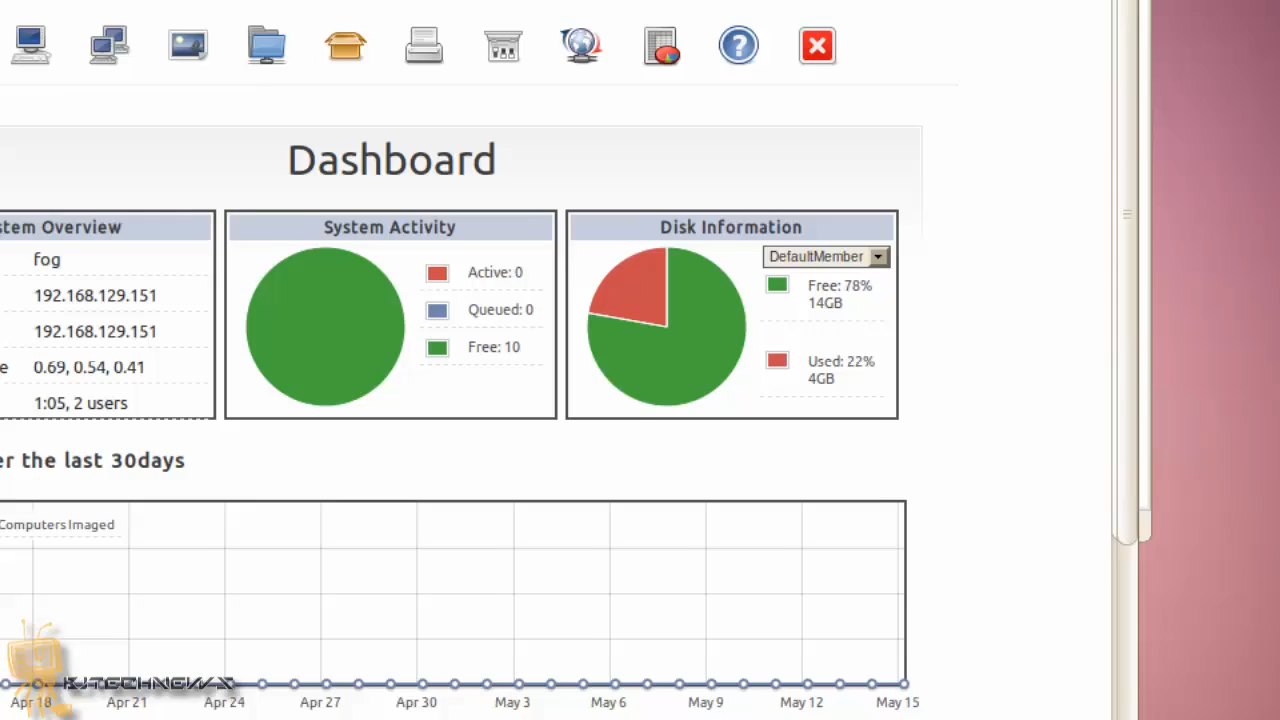 Dashboard
stem Overview
fog
192.168.129.151
192.168.129.151
e 0.69, 0.54, 0.41
1:05, 2 users
System Activity
Active: 0
Queued: 0
Free: 10
Disk Information
DefaultMember
Free: 78%
14GB
Used: 22%
4GB
er the last 30days
Computers Imaged
Apr 18 Apr 21 Apr 24 Apr 27 Apr 30 May 3 May 6 May 9 May 12 May 15
BJTECHNEWS